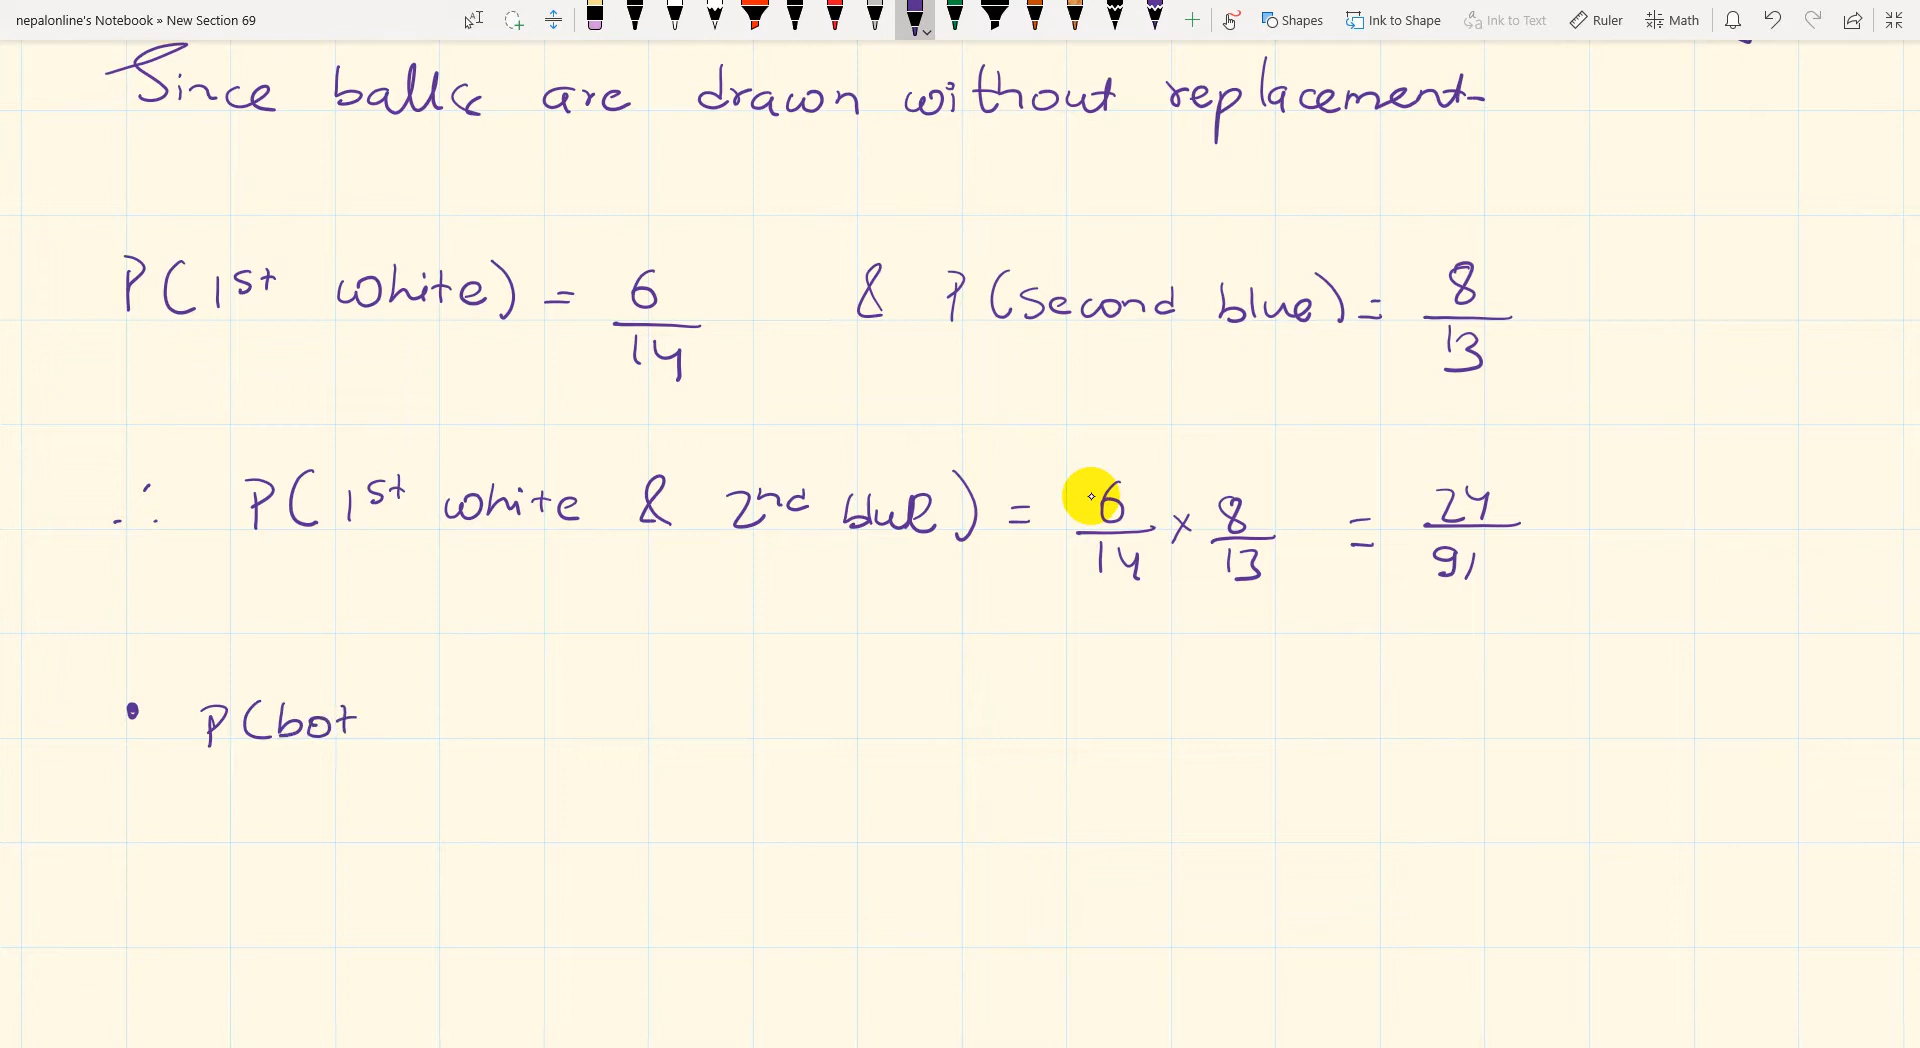 nepalonline's Notebook » New Section 69 Shapes Ink to Shape Ink to Text Ruler Math
Since balls are drawn without replacement-
P(1st white) = 6/14 & P(second blue) = 8/13
∴ P(1st white & 2nd blue) = 6/14 × 8/13 = 24/91
• P(bot